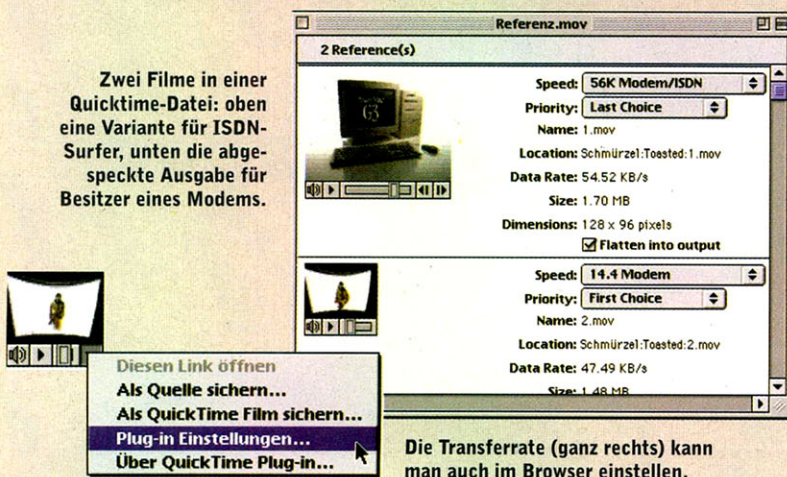 Referenz.mov
2 Reference(s)
Zwei Filme in einer
Quicktime-Datei: oben
eine Variante für ISDN-
Surfer, unten die abge-
speckte Ausgabe für
Besitzer eines Modems.
Speed: 56K Modem/ISDN
Priority: Last Choice
Name: 1.mov
Location: Schmürzel:Toasted:1.mov
Data Rate: 54.52 KB/s
Size: 1.70 MB
Dimensions: 128 x 96 pixels
Flatten into output
Speed: 14.4 Modem
Priority: First Choice
Name: 2.mov
Location: Schmürzel:Toasted:2.mov
Data Rate: 47.49 KB/s
Size: 1.48 MB
Diesen Link öffnen
Als Quelle sichern...
Als QuickTime Film sichern...
Plug-in Einstellungen...
Über QuickTime Plug-in...
Die Transferrate (ganz rechts) kann
man auch im Browser einstellen.